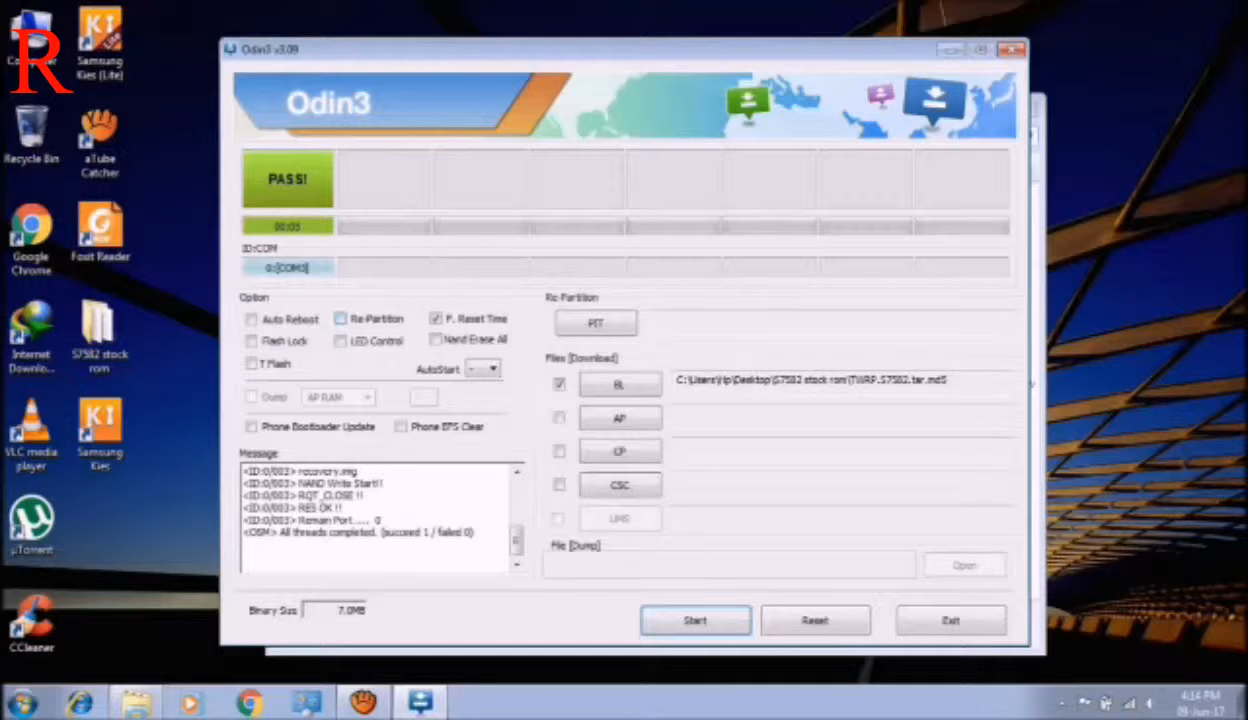 R
Computer
Samsung Kies (Lite)
Recycle Bin
aTube Catcher
Google Chrome
Foxit Reader
Internet Downlo...
S7582 stock rom
VLC media player
Samsung Kies
µTorrent
CCleaner
Odin3 v3.09
Odin3
PASS!
00:05
ID:COM
0:[COM3]
Option
Auto Reboot
Re-Partition
F. Reset Time
Flash Lock
LED Control
Nand Erase All
T Flash
AutoStart
-
Dump
AP RAM
Phone Bootloader Update
Phone EFS Clear
Message
<ID:0/003> recovery.img
<ID:0/003> NAND Write Start!!
<ID:0/003> RQT_CLOSE !!
<ID:0/003> RES OK !!
<ID:0/003> Remain Port .... 0
<OSM> All threads completed. (succeed 1 / failed 0)
Binary Size
7.0MB
Re-Partition
PIT
Files [Download]
BL
C:\Users\Hp\Desktop\S7582 stock rom\TWRP.S7582.tar.md5
AP
CP
CSC
UMS
File [Dump]
Open
Start
Reset
Exit
4:14 PM
09-Jun-17